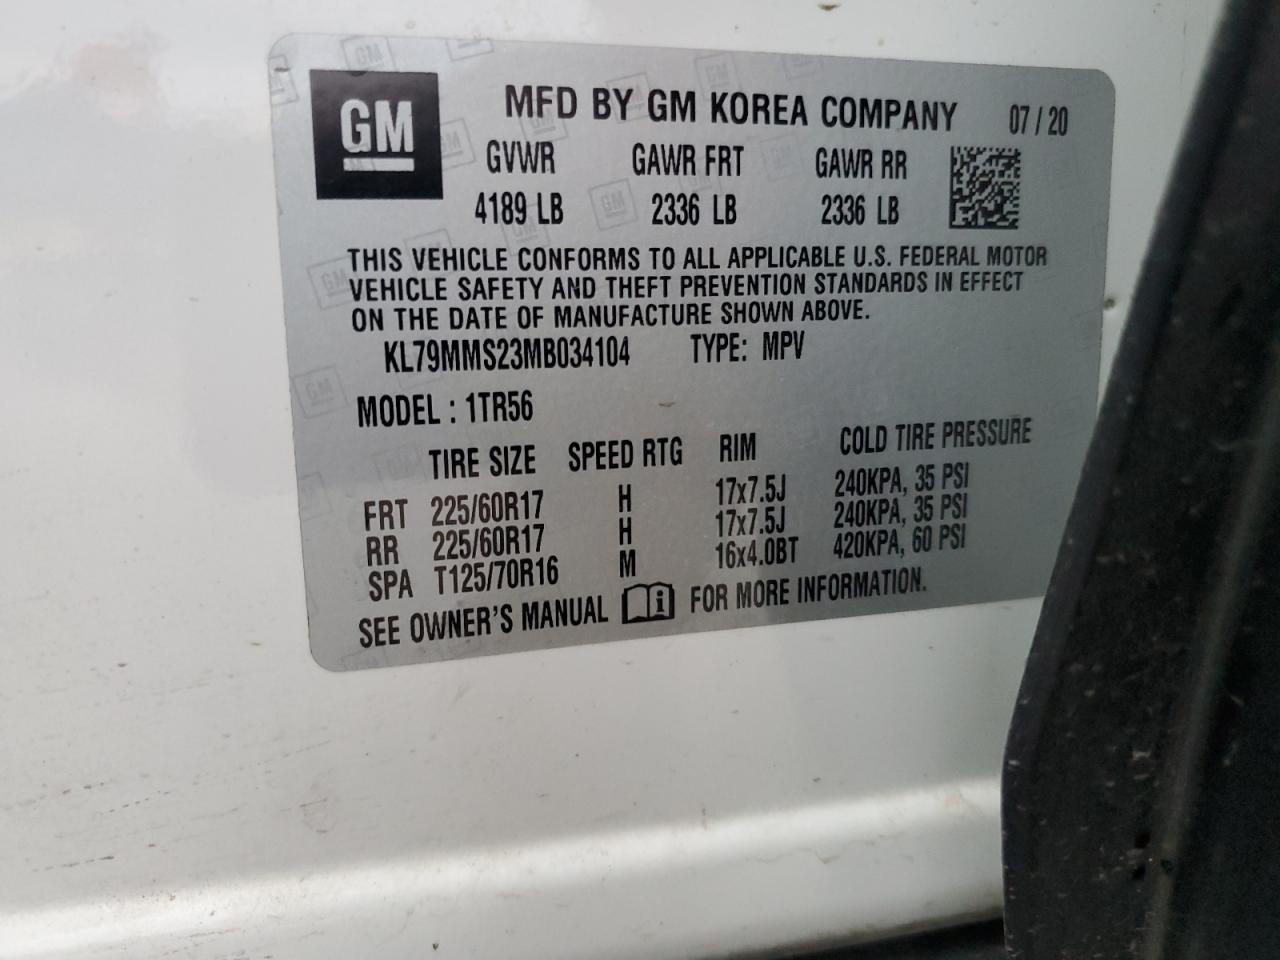 GM
MFD BY GM KOREA COMPANY 07/20
GVWR GAWR FRT GAWR RR
4189 LB 2336 LB 2336 LB
THIS VEHICLE CONFORMS TO ALL APPLICABLE U.S. FEDERAL MOTOR
VEHICLE SAFETY AND THEFT PREVENTION STANDARDS IN EFFECT
ON THE DATE OF MANUFACTURE SHOWN ABOVE.
KL79MMS23MB034104 TYPE: MPV
MODEL : 1TR56
TIRE SIZE SPEED RTG RIM COLD TIRE PRESSURE
FRT 225/60R17 H 17x7.5J 240KPA, 35 PSI
RR 225/60R17 H 17x7.5J 240KPA, 35 PSI
SPA T125/70R16 M 16x4.0BT 420KPA, 60 PSI
SEE OWNER'S MANUAL FOR MORE INFORMATION.